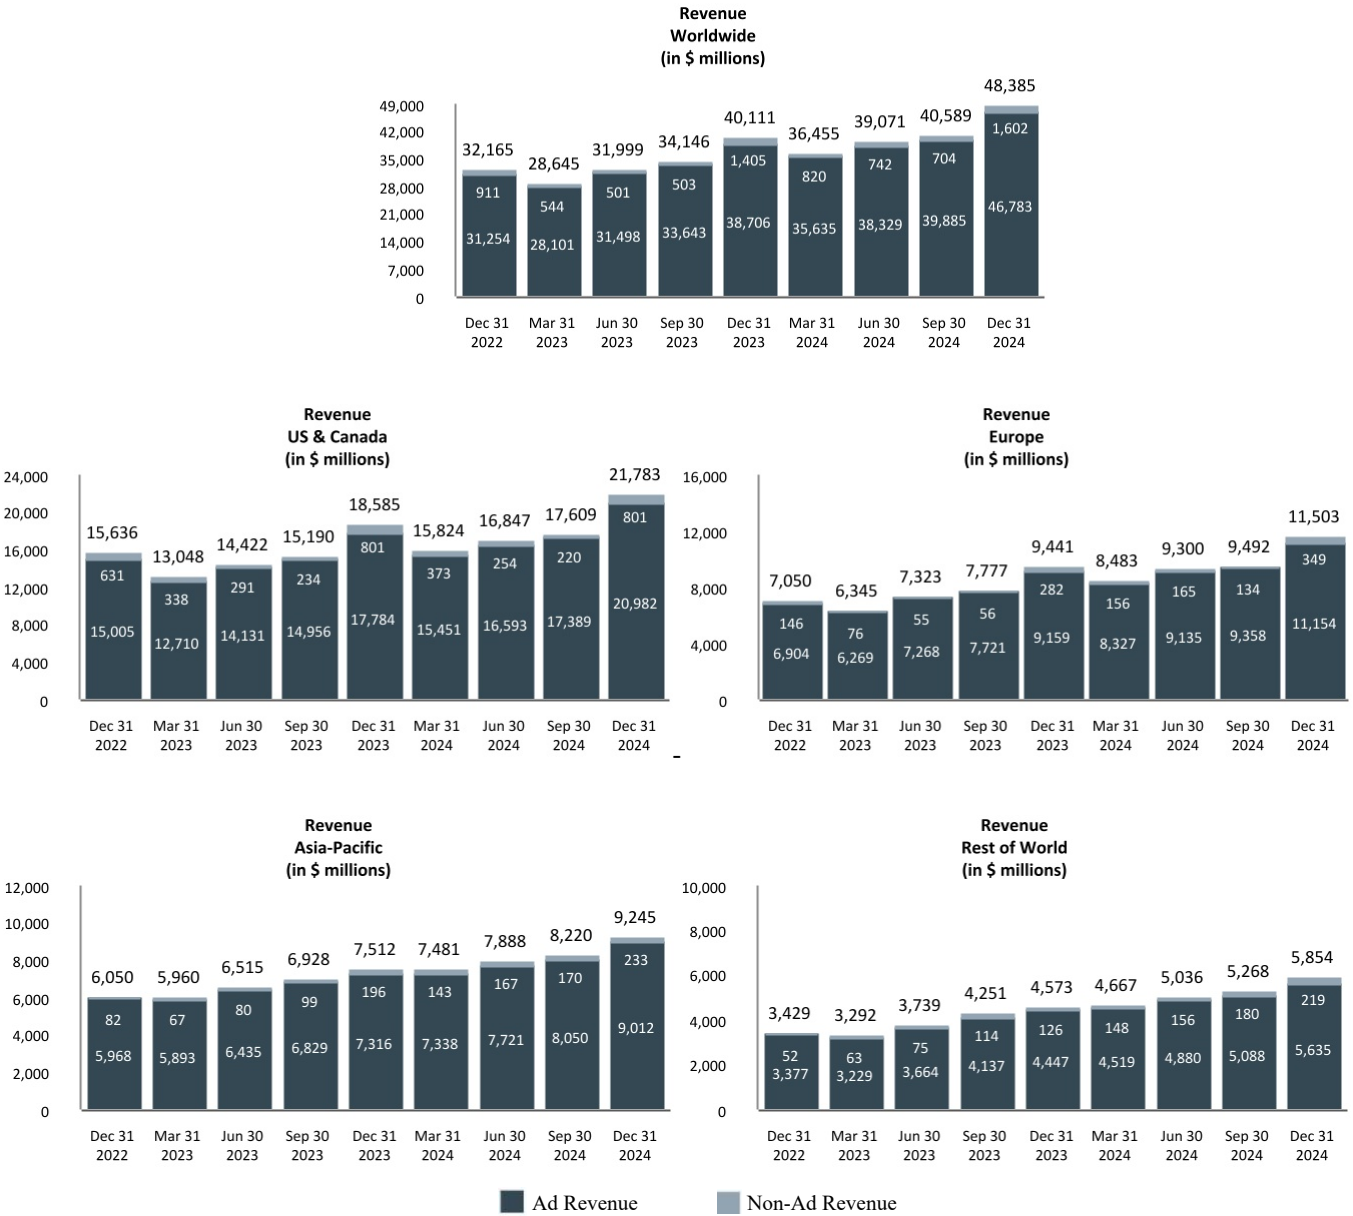 Revenue
Worldwide
(in $ millions)
48,385
49,000
42,000
35,000
28,000
21,000
14,000
7,000
0
32,165 28,645 31,999 34,146 40,111 36,455 39,071 40,589
911 544 501 503 1,405 820 742 704 1,602
31,254 28,101 31,498 33,643 38,706 35,635 38,329 39,885 46,783
Dec 31 Mar 31 Jun 30 Sep 30 Dec 31 Mar 31 Jun 30 Sep 30 Dec 31
2022 2023 2023 2023 2023 2024 2024 2024 2024
Revenue
US & Canada
(in $ millions)
24,000
20,000
16,000
12,000
8,000
4,000
0
15,636 13,048 14,422 15,190 18,585 15,824 16,847 17,609 21,783
631 338 291 234 801 373 254 220 801
15,005 12,710 14,131 14,956 17,784 15,451 16,593 17,389 20,982
Dec 31 Mar 31 Jun 30 Sep 30 Dec 31 Mar 31 Jun 30 Sep 30 Dec 31
2022 2023 2023 2023 2023 2024 2024 2024 2024
Revenue
Europe
(in $ millions)
16,000
12,000
8,000
4,000
0
7,050 6,345 7,323 7,777 9,441 8,483 9,300 9,492 11,503
146 76 55 56 282 156 165 134 349
6,904 6,269 7,268 7,721 9,159 8,327 9,135 9,358 11,154
Dec 31 Mar 31 Jun 30 Sep 30 Dec 31 Mar 31 Jun 30 Sep 30 Dec 31
2022 2023 2023 2023 2023 2024 2024 2024 2024
-
Revenue
Asia-Pacific
(in $ millions)
12,000
10,000
8,000
6,000
4,000
2,000
0
6,050 5,960 6,515 6,928 7,512 7,481 7,888 8,220 9,245
82 67 80 99 196 143 167 170 233
5,968 5,893 6,435 6,829 7,316 7,338 7,721 8,050 9,012
Dec 31 Mar 31 Jun 30 Sep 30 Dec 31 Mar 31 Jun 30 Sep 30 Dec 31
2022 2023 2023 2023 2023 2024 2024 2024 2024
Revenue
Rest of World
(in $ millions)
10,000
8,000
6,000
4,000
2,000
0
3,429 3,292 3,739 4,251 4,573 4,667 5,036 5,268 5,854
52 63 75 114 126 148 156 180 219
3,377 3,229 3,664 4,137 4,447 4,519 4,880 5,088 5,635
Dec 31 Mar 31 Jun 30 Sep 30 Dec 31 Mar 31 Jun 30 Sep 30 Dec 31
2022 2023 2023 2023 2023 2024 2024 2024 2024
Ad Revenue Non-Ad Revenue